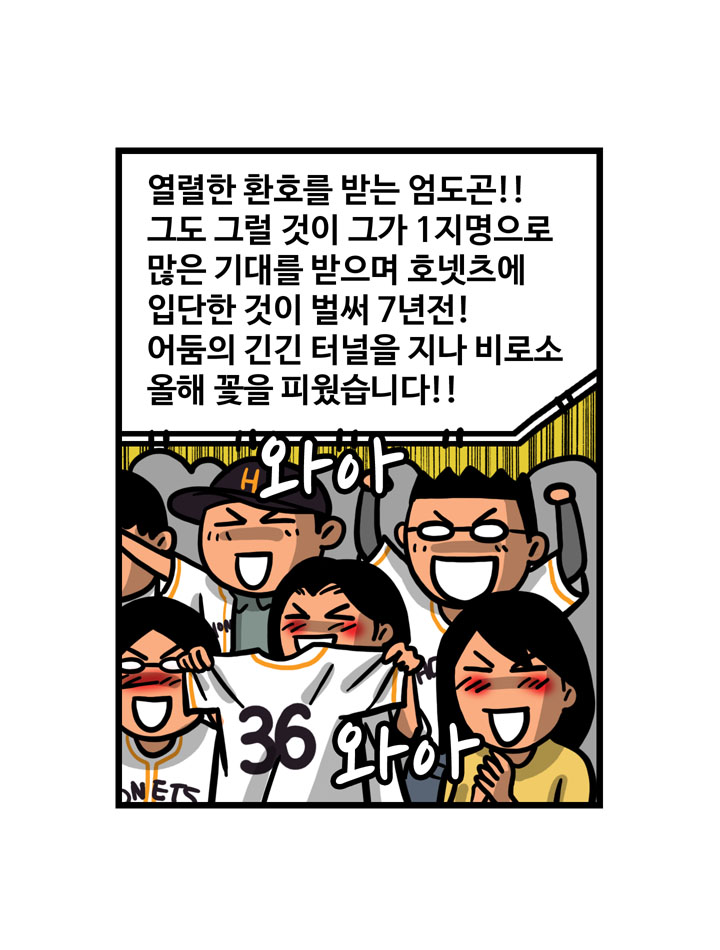 열렬한 환호를 받는 엄도곤!!
그도 그럴 것이 그가 1지명으로
많은 기대를 받으며 호넷츠에
입단한 것이 벌써 7년전!
어둠의 긴긴 터널을 지나 비로소
올해 꽃을 피웠습니다!!
와아
H
HON
HO
36
와아
ONETS